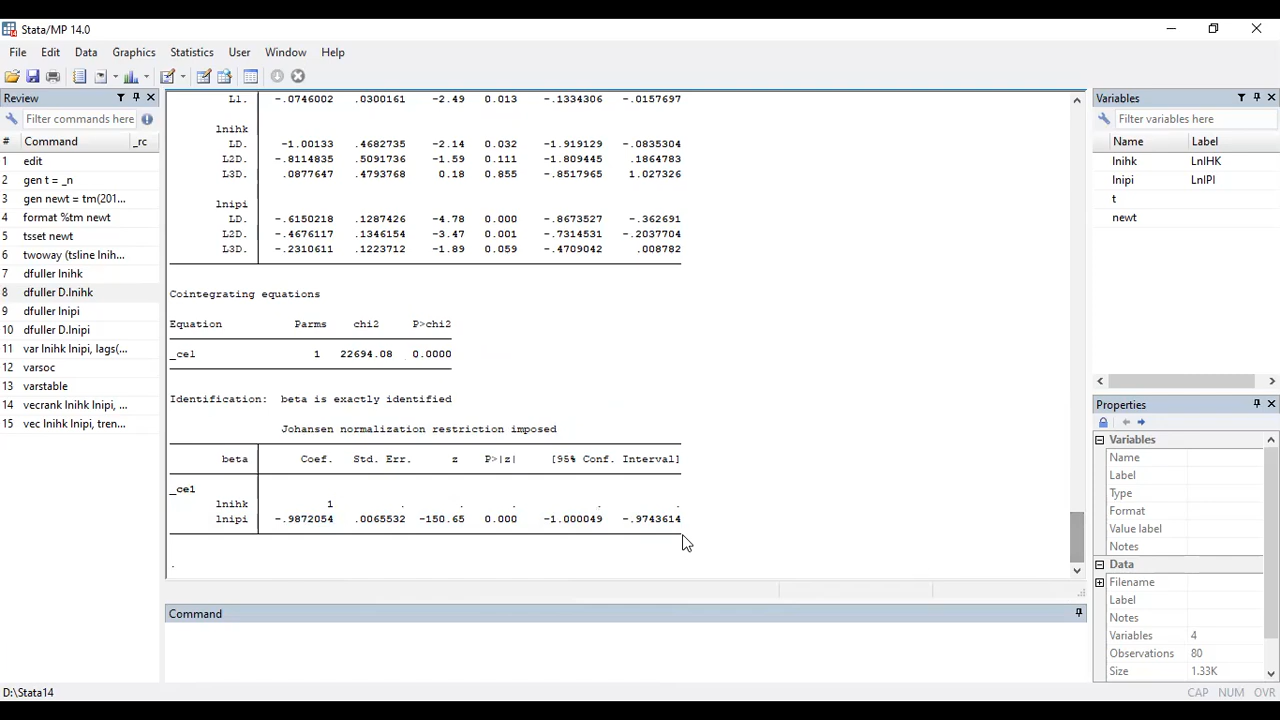 Stata/MP 14.0
File Edit Data Graphics Statistics User Window Help
Review
Filter commands here
# Command _rc
1 edit
2 gen t = _n
3 gen newt = tm(201...
4 format %tm newt
5 tsset newt
6 twoway (tsline lnih...
7 dfuller lnihk
8 dfuller D.lnihk
9 dfuller lnipi
10 dfuller D.lnipi
11 var lnihk lnipi, lags(...
12 varsoc
13 varstable
14 vecrank lnihk lnipi, ...
15 vec lnihk lnipi, tren...
L1. -.0746002 .0300161 -2.49 0.013 -.1334306 -.0157697
lnihk
LD. -1.00133 .4682735 -2.14 0.032 -1.919129 -.0835304
L2D. -.8114835 .5091736 -1.59 0.111 -1.809445 .1864783
L3D. .0877647 .4793768 0.18 0.855 -.8517965 1.027326
lnipi
LD. -.6150218 .1287426 -4.78 0.000 -.8673527 -.362691
L2D. -.4676117 .1346154 -3.47 0.001 -.7314531 -.2037704
L3D. -.2310611 .1223712 -1.89 0.059 -.4709042 .008782
Cointegrating equations
Equation Parms chi2 P>chi2
_ce1 1 22694.08 0.0000
Identification: beta is exactly identified
Johansen normalization restriction imposed
beta Coef. Std. Err. z P>|z| [95% Conf. Interval]
_ce1
lnihk 1 . . . . .
lnipi -.9872054 .0065532 -150.65 0.000 -1.000049 -.9743614
.
Command
Variables
Filter variables here
Name Label
lnihk LnIHK
lnipi LnIPI
t
newt
Properties
Variables
Name
Label
Type
Format
Value label
Notes
Data
Filename
Label
Notes
Variables 4
Observations 80
Size 1.33K
D:\Stata14
CAP NUM OVR